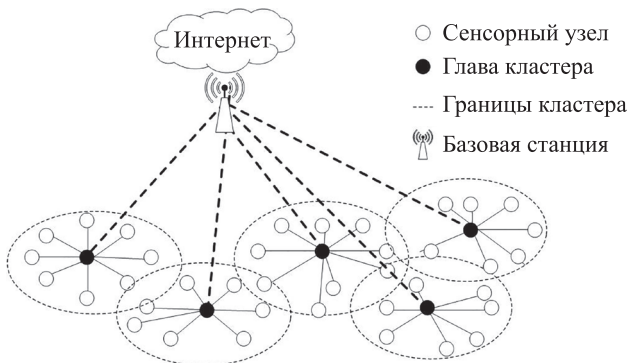 Интернет
Сенсорный узел
Глава кластера
Границы кластера
Базовая станция